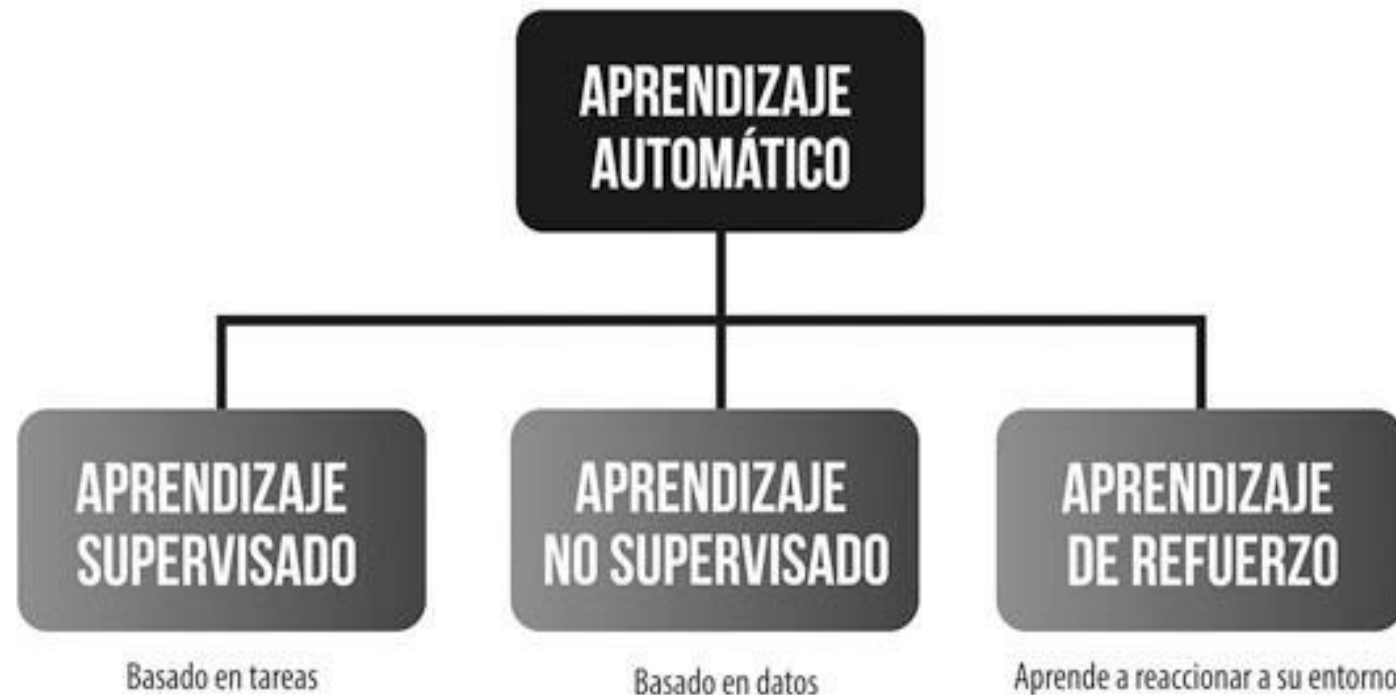 APRENDIZAJE
AUTOMÁTICO
APRENDIZAJE
SUPERVISADO
APRENDIZAJE
NO SUPERVISADO
APRENDIZAJE
DE REFUERZO
Basado en tareas
Basado en datos
Aprende a reaccionar a su entorno